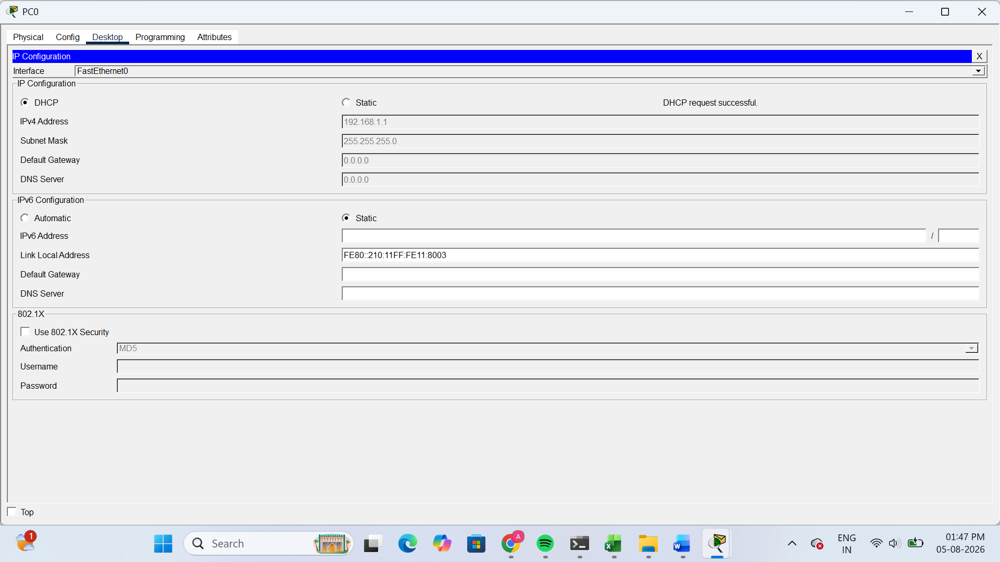 PC0
Physical Config Desktop Programming Attributes
IP Configuration X
Interface FastEthernet0
IP Configuration
DHCP Static DHCP request successful.
IPv4 Address 192.168.1.1
Subnet Mask 255.255.255.0
Default Gateway 0.0.0.0
DNS Server 0.0.0.0
IPv6 Configuration
Automatic Static
IPv6 Address /
Link Local Address FE80::210:11FF:FE11:8003
Default Gateway
DNS Server
802.1X
Use 802.1X Security
Authentication MD5
Username
Password
Top
1
Search
A
ENG
IN
01:47 PM
05-08-2026